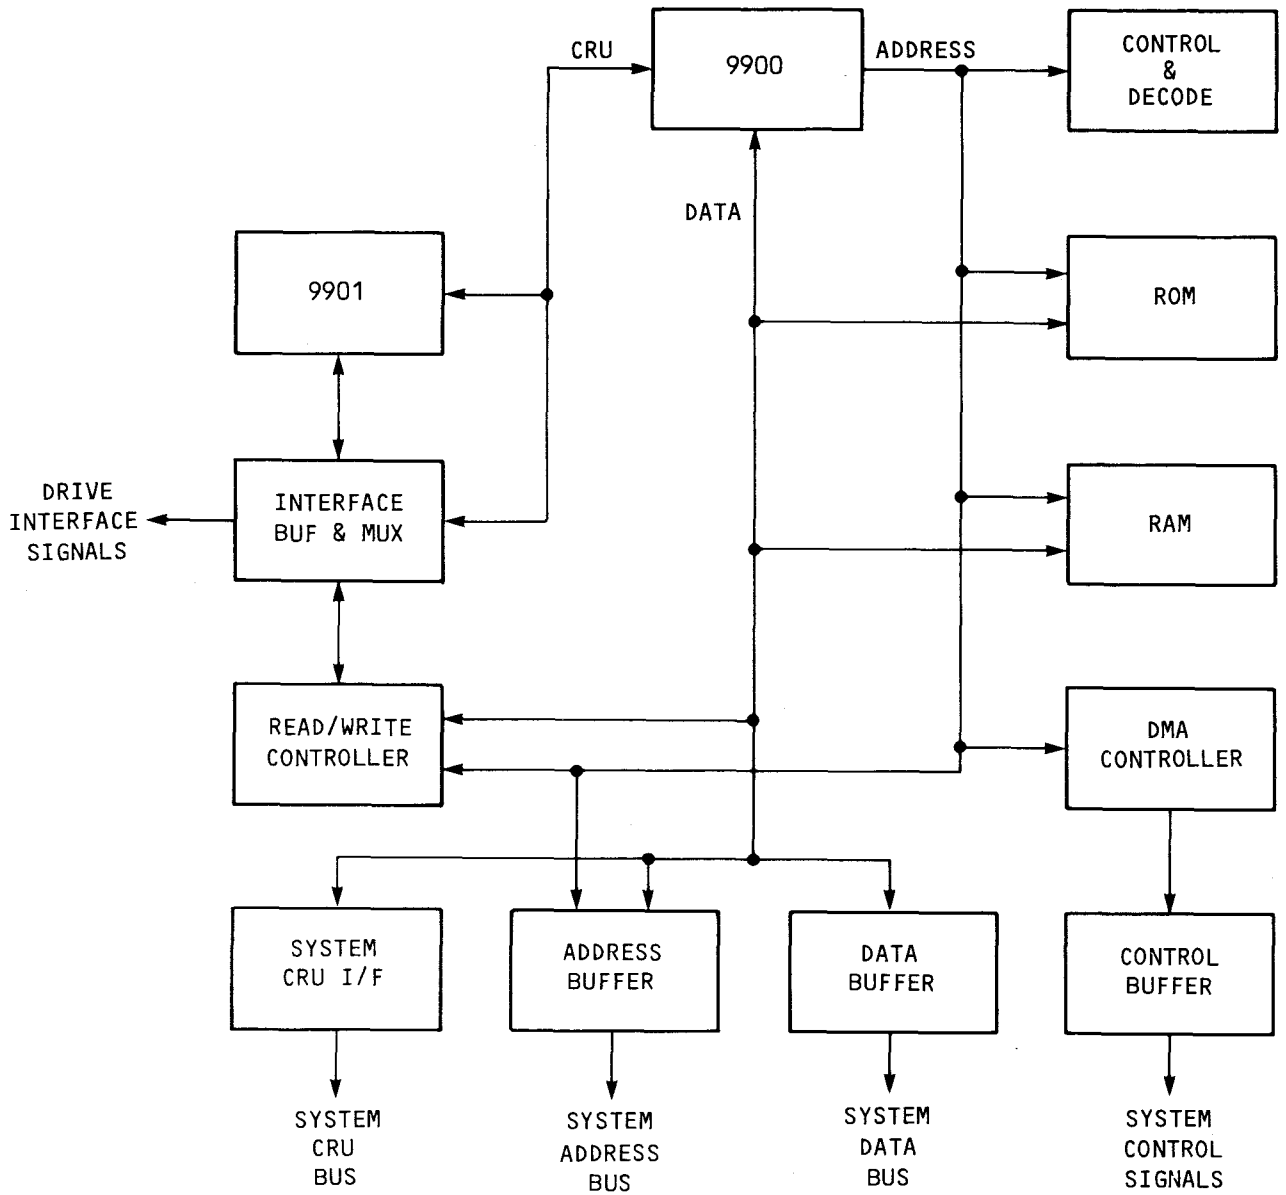 CRU
9900
ADDRESS
CONTROL
&
DECODE
DATA
9901
ROM
DRIVE
INTERFACE
SIGNALS
INTERFACE
BUF & MUX
RAM
READ/WRITE
CONTROLLER
DMA
CONTROLLER
SYSTEM
CRU I/F
ADDRESS
BUFFER
DATA
BUFFER
CONTROL
BUFFER
SYSTEM
CRU
BUS
SYSTEM
ADDRESS
BUS
SYSTEM
DATA
BUS
SYSTEM
CONTROL
SIGNALS